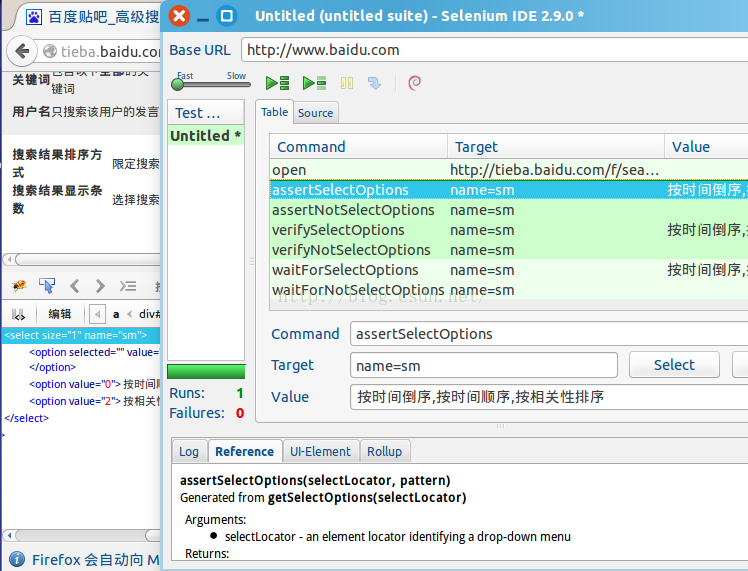 百度贴吧_高级搜
Untitled (untitled suite) - Selenium IDE 2.9.0 *
tieba.baidu.com
Base URL http://www.baidu.com
关键词 包含以下全部的关
键词
Fast Slow
用户名 只搜索该用户的发言
Test ...
Table Source
Untitled *
Command Target Value
搜索结果排序方
式 限定搜索
搜索结果显示条
数 选择搜索
open http://tieba.baidu.com/f/sea...
assertSelectOptions name=sm 按时间倒序,
assertNotSelectOptions name=sm
verifySelectOptions name=sm 按时间倒序,
verifyNotSelectOptions name=sm
waitForSelectOptions name=sm 按时间倒序,
waitForNotSelectOptions name=sm
http://blog.csdn.net/
编辑 a div#
<select size="1" name="sm">
<option selected="" value=
</option>
<option value="0"> 按时间顺
<option value="2"> 按相关性
</select>
>
Command assertSelectOptions
Target name=sm Select
Value 按时间倒序,按时间顺序,按相关性排序
Runs: 1
Failures: 0
Log Reference UI-Element Rollup
assertSelectOptions(selectLocator, pattern)
Generated from getSelectOptions(selectLocator)
Arguments:
• selectLocator - an element locator identifying a drop-down menu
Returns:
Firefox 会自动向 M